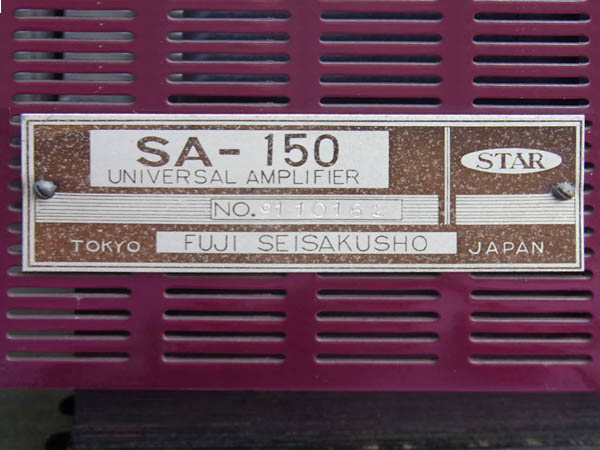 SA- 150
UNIVERSAL AMPLIFIER
STAR
NO. 9110162
TOKYO FUJI SEISAKUSHO JAPAN